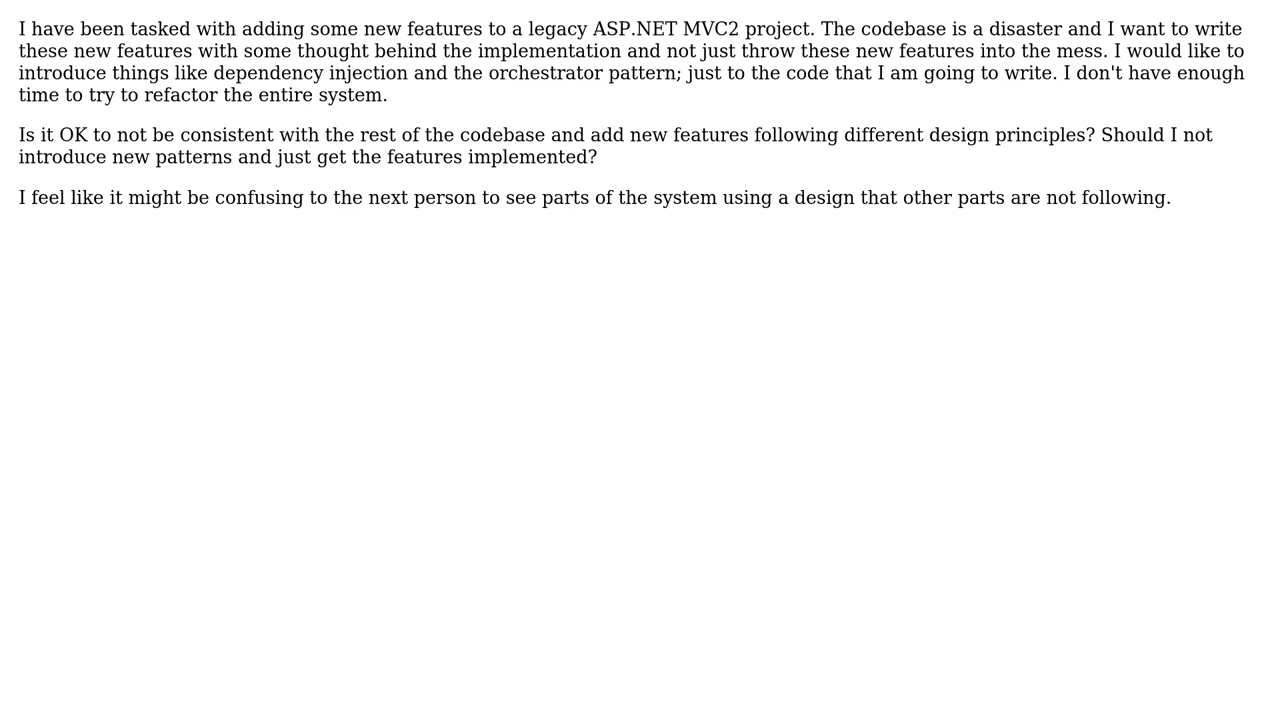 I have been tasked with adding some new features to a legacy ASP.NET MVC2 project. The codebase is a disaster and I want to write
these new features with some thought behind the implementation and not just throw these new features into the mess. I would like to
introduce things like dependency injection and the orchestrator pattern; just to the code that I am going to write. I don't have enough
time to try to refactor the entire system.
Is it OK to not be consistent with the rest of the codebase and add new features following different design principles? Should I not
introduce new patterns and just get the features implemented?
I feel like it might be confusing to the next person to see parts of the system using a design that other parts are not following.